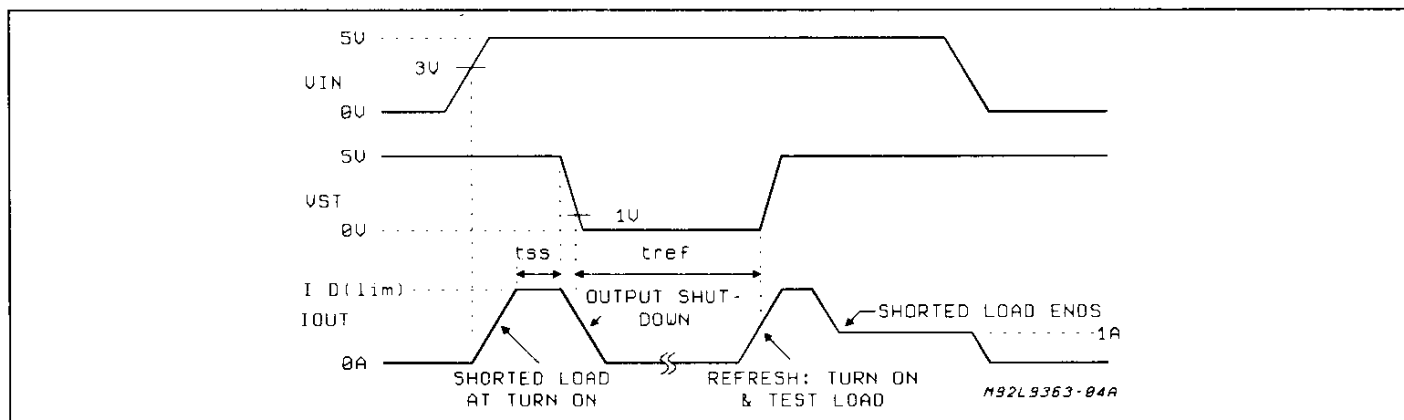 5V
3V
VIN
0V
5V
VST
1V
0V
tss tref
I D(lim)
IOUT
OUTPUT SHUT-
DOWN
SHORTED LOAD ENDS
1A
0A
SHORTED LOAD
AT TURN ON
REFRESH: TURN ON
& TEST LOAD
M92L9363-04A